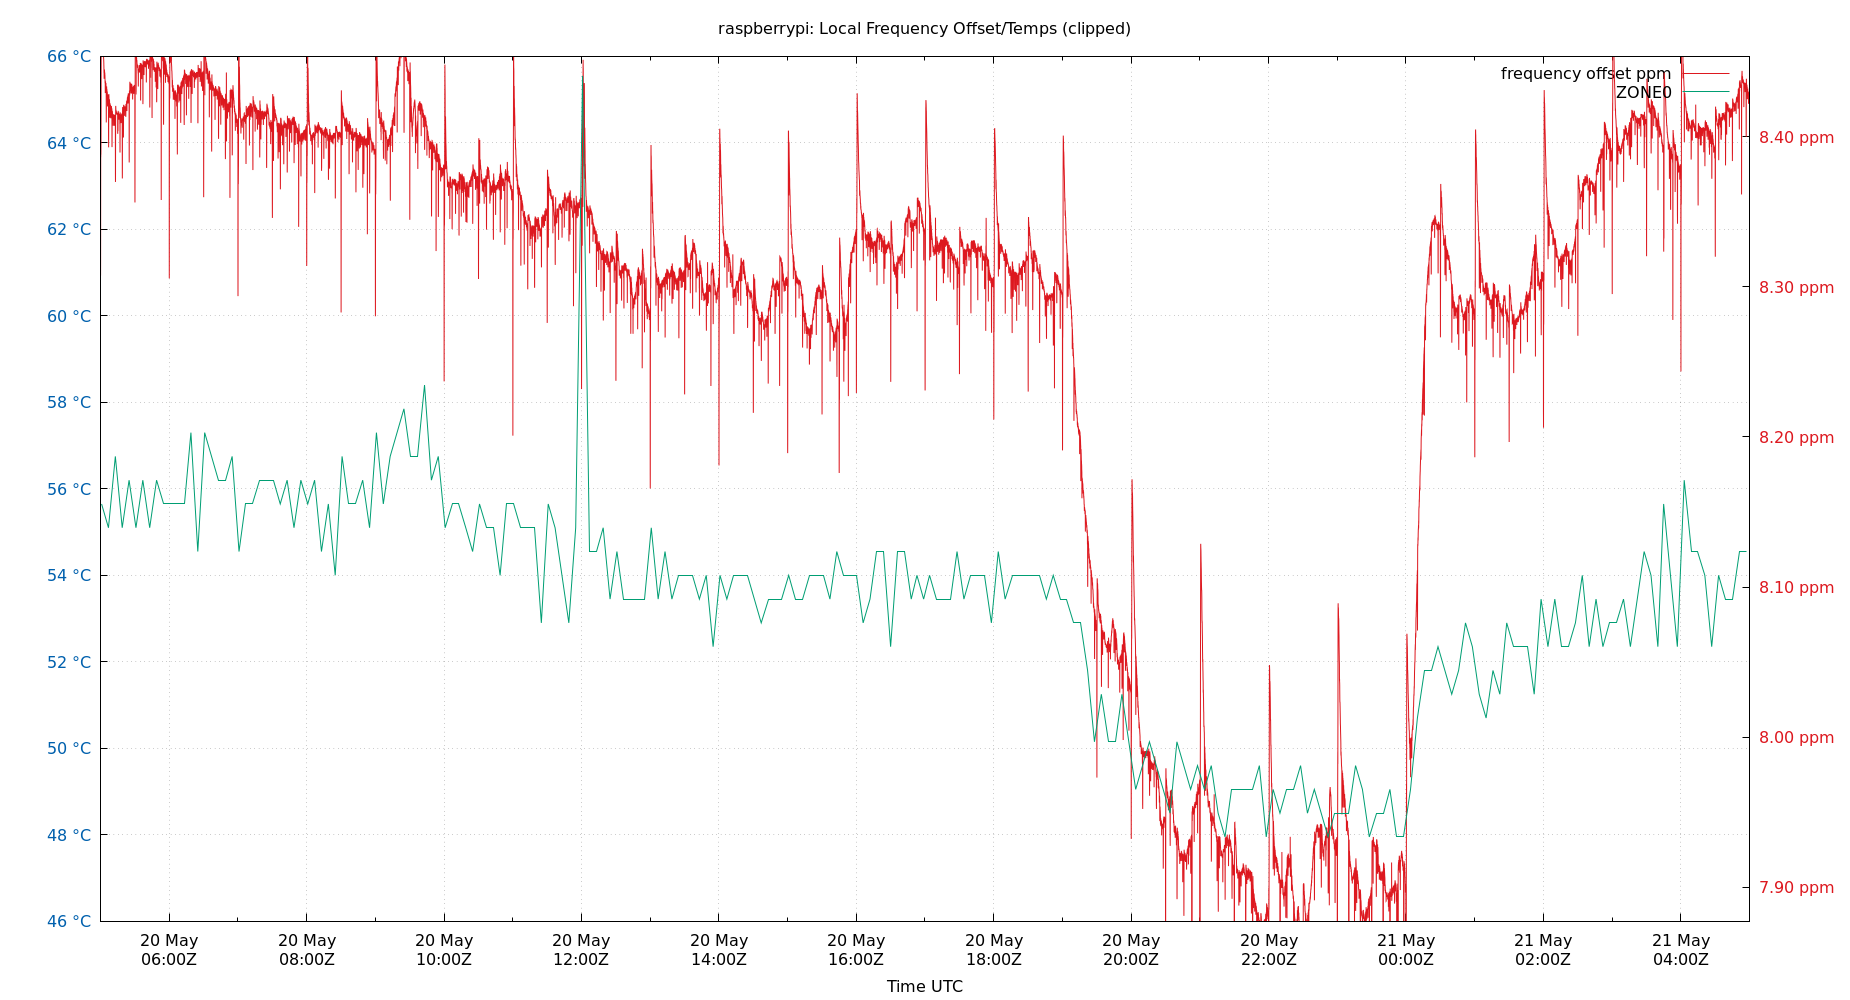 raspberrypi: Local Frequency Offset/Temps (clipped)
66 °C
64 °C
62 °C
60 °C
58 °C
56 °C
54 °C
52 °C
50 °C
48 °C
46 °C
frequency offset ppm
ZONE0
8.40 ppm
8.30 ppm
8.20 ppm
8.10 ppm
8.00 ppm
7.90 ppm
20 May
06:00Z
20 May
08:00Z
20 May
10:00Z
20 May
12:00Z
20 May
14:00Z
20 May
16:00Z
20 May
18:00Z
20 May
20:00Z
20 May
22:00Z
21 May
00:00Z
21 May
02:00Z
21 May
04:00Z
Time UTC